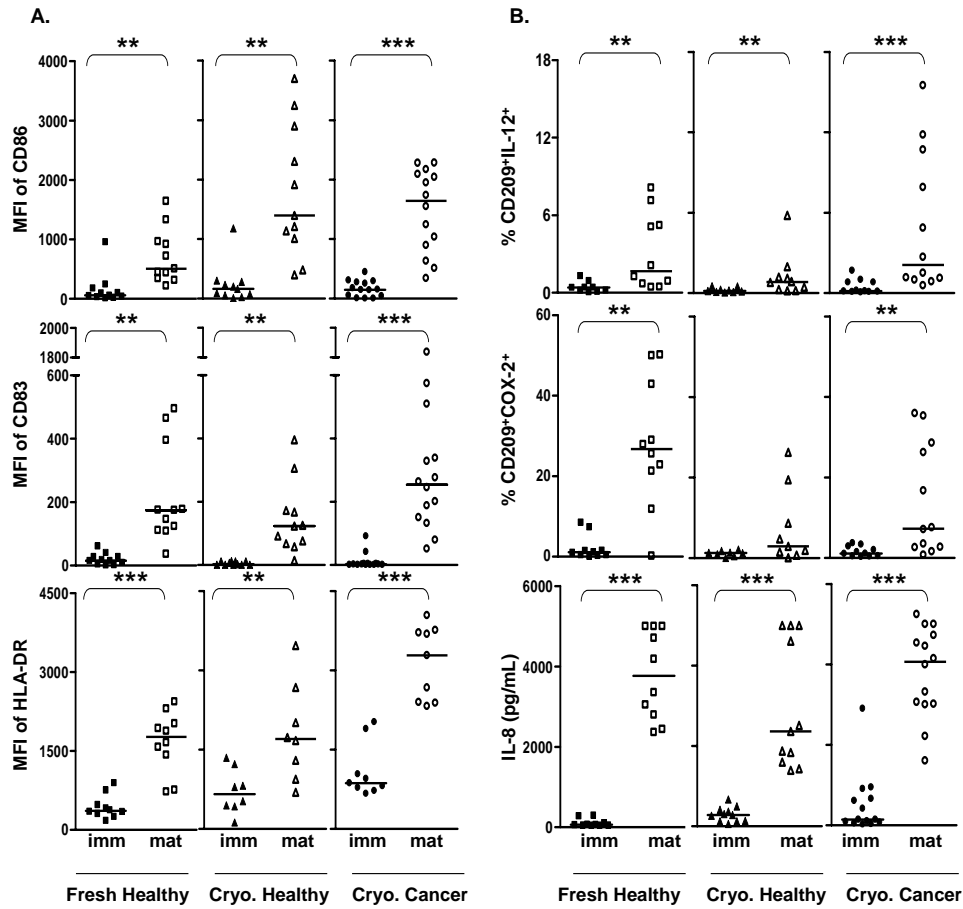 A.
** ** ***
4000
3000
2000
1000
0
MFI of CD86
** ** ***
2000
1800
600
400
200
0
MFI of CD83
*** ** ***
4500
3000
1500
0
MFI of HLA-DR
imm mat imm mat imm mat
Fresh Healthy Cryo. Healthy Cryo. Cancer
B.
** ** ***
18
12
6
0
% CD209⁺IL-12⁺
** **
60
40
20
0
% CD209⁺COX-2⁺
*** *** ***
6000
4000
2000
0
IL-8 (pg/mL)
imm mat imm mat imm mat
Fresh Healthy Cryo. Healthy Cryo. Cancer